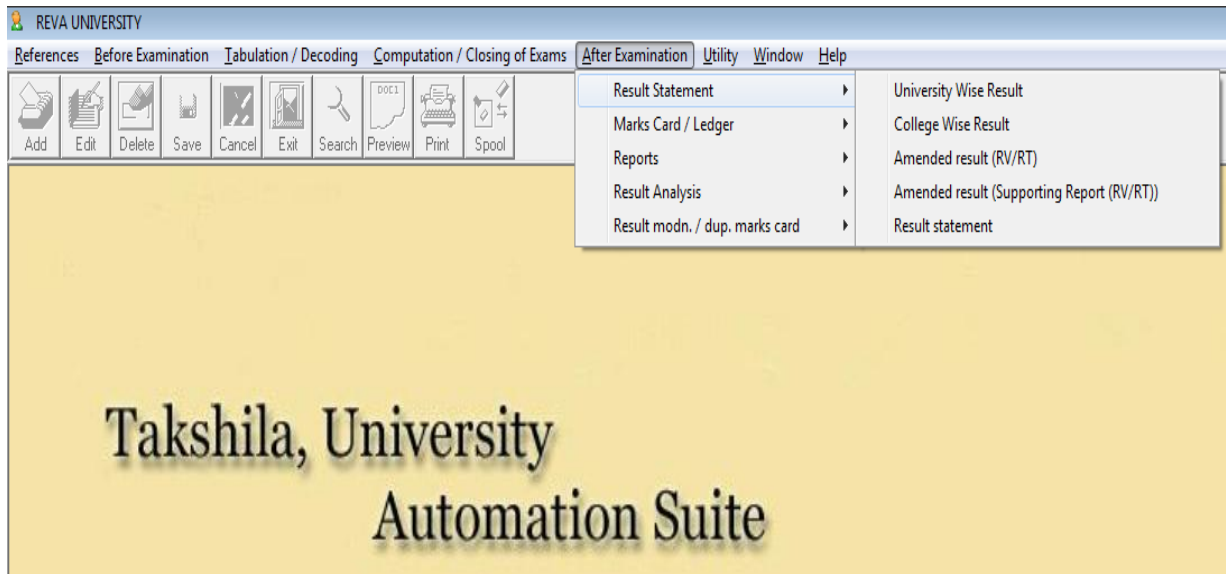 REVA UNIVERSITY
References Before Examination Tabulation / Decoding Computation / Closing of Exams After Examination Utility Window Help
DOC1
Add Edit Delete Save Cancel Exit Search Preview Print Spool
Result Statement
Marks Card / Ledger
Reports
Result Analysis
Result modn. / dup. marks card
University Wise Result
College Wise Result
Amended result (RV/RT)
Amended result (Supporting Report (RV/RT))
Result statement
Takshila, University
Automation Suite